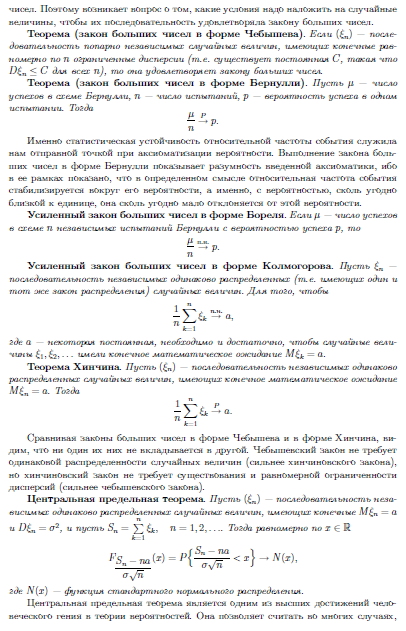 чисел. Поэтому возникает вопрос о том, какие условия надо наложить на случайные
величины, чтобы их последовательность удовлетворяла закону больших чисел.
Теорема (закон больших чисел в форме Чебышева). Если (ξₙ) — после-
довательность попарно независимых случайных величин, имеющих конечные рав-
номерно по n ограниченные дисперсии (т.е. существует постоянная C, такая что
Dξₙ ≤ C для всех n), то она удовлетворяет закону больших чисел.
Теорема (закон больших чисел в форме Бернулли). Пусть μ — число
успехов в схеме Бернулли, n — число испытаний, p — вероятность успеха в одном
испытании. Тогда
μ/n →ᴾ p.
Именно статистическая устойчивость относительной частоты события служила
нам отправной точкой при аксиоматизации вероятности. Выполнение закона боль-
ших чисел в форме Бернулли показывает разумность введенной аксиоматики, ибо
в ее рамках показано, что в определенном смысле относительная частота события
стабилизируется вокруг его вероятности, а именно, с вероятностью, сколь угодно
близкой к единице, она сколь угодно мало отклоняется от этой вероятности.
Усиленный закон больших чисел в форме Бореля. Если μ — число успехов
в схеме n независимых испытаний Бернулли с вероятностью успеха p, то
μ/n →п.н. p.
Усиленный закон больших чисел в форме Колмогорова. Пусть ξₙ —
последовательность независимых одинаково распределенных (т.е. имеющих один и
тот же закон распределения) случайных величин. Для того, чтобы
1/n ∑ₖ₌₁ⁿ ξₖ →п.н. a,
где a — некоторая постоянная, необходимо и достаточно, чтобы случайные вели-
чины ξ₁, ξ₂, . . . имели конечное математическое ожидание Mξₖ = a.
Теорема Хинчина. Пусть (ξₙ) — последовательность независимых одинаково
распределенных случайных величин, имеющих конечное математическое ожидание
Mξₙ = a. Тогда
1/n ∑ₖ₌₁ⁿ ξₖ →ᴾ a.
Сравнивая законы больших чисел в форме Чебышева и в форме Хинчина, ви-
дим, что ни один их них не вкладывается в другой. Чебышевский закон не требует
одинаковой распределенности случайных величин (сильнее хинчиновского закона),
но хинчиновский закон не требует существования и равномерной ограниченности
дисперсий (сильнее чебышевского закона).
Центральная предельная теорема. Пусть (ξₙ) — последовательность неза-
висимых одинаково распределенных случайных величин, имеющих конечные Mξₙ = a
и Dξₙ = σ², и пусть Sₙ = ∑ₖ₌₁ⁿ ξₖ, n = 1, 2, . . . . Тогда равномерно по x ∈ ℝ
F_{(Sₙ − na)/(σ√n)}(x) = P{(Sₙ − na)/(σ√n) < x} → N(x),
где N(x) — функция стандартного нормального распределения.
Центральная предельная теорема является одним из высших достижений чело-
веческого гения в теории вероятностей. Она позволяет считать во многих случаях,